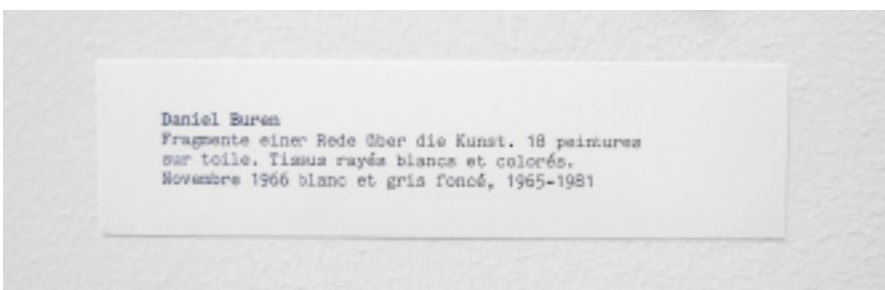 Daniel Buren
Fragmente einer Rede über die Kunst. 18 peintures
sur toile. Tissus rayés blancs et colorés.
Novembre 1966 blanc et gris foncé, 1965-1981